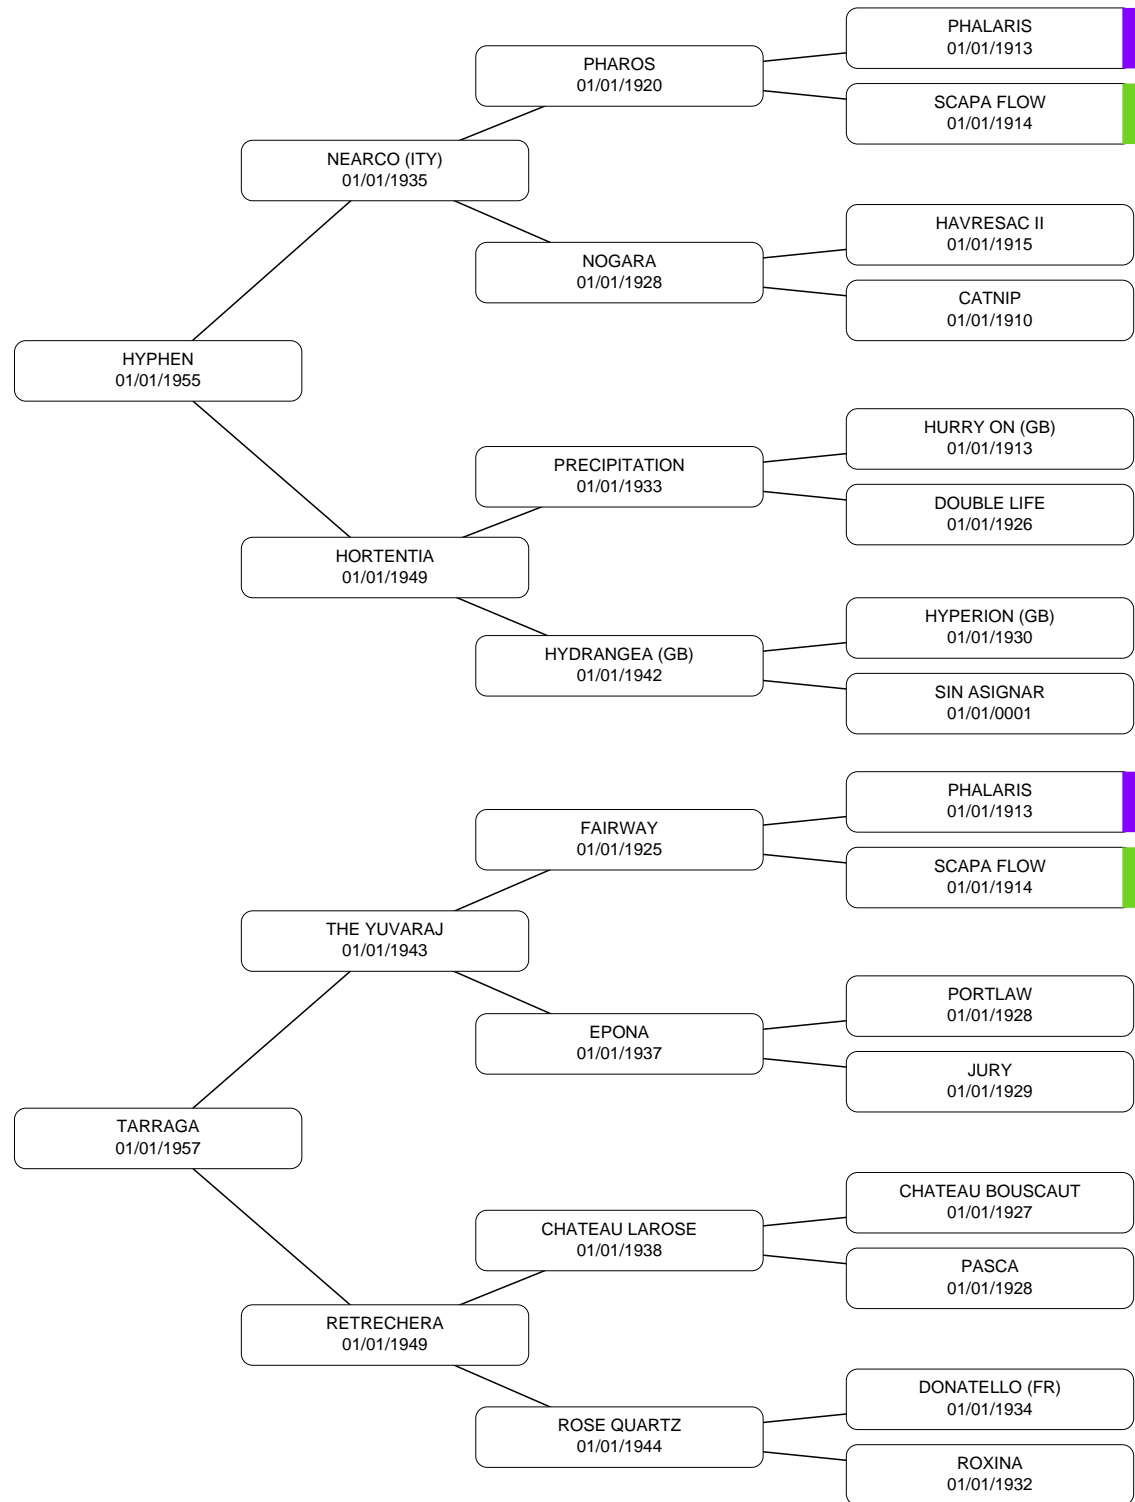 PHALARIS
01/01/1913
PHAROS
01/01/1920
SCAPA FLOW
01/01/1914
NEARCO (ITY)
01/01/1935
HAVRESAC II
01/01/1915
NOGARA
01/01/1928
CATNIP
01/01/1910
HYPHEN
01/01/1955
HURRY ON (GB)
01/01/1913
PRECIPITATION
01/01/1933
DOUBLE LIFE
01/01/1926
HORTENTIA
01/01/1949
HYPERION (GB)
01/01/1930
HYDRANGEA (GB)
01/01/1942
SIN ASIGNAR
01/01/0001
PHALARIS
01/01/1913
FAIRWAY
01/01/1925
SCAPA FLOW
01/01/1914
THE YUVARAJ
01/01/1943
PORTLAW
01/01/1928
EPONA
01/01/1937
JURY
01/01/1929
TARRAGA
01/01/1957
CHATEAU BOUSCAUT
01/01/1927
CHATEAU LAROSE
01/01/1938
PASCA
01/01/1928
RETRECHERA
01/01/1949
DONATELLO (FR)
01/01/1934
ROSE QUARTZ
01/01/1944
ROXINA
01/01/1932